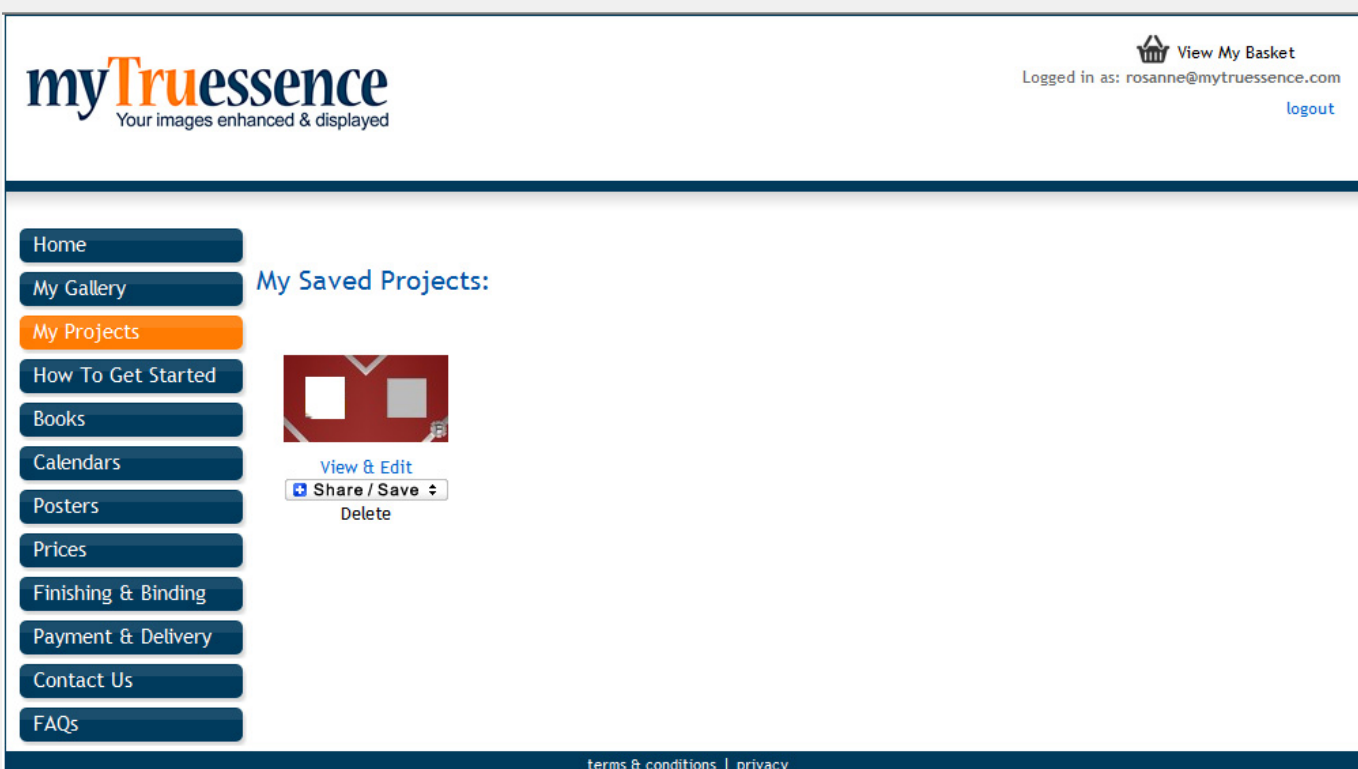 myTruessence
Your images enhanced & displayed
View My Basket
Logged in as: rosanne@mytruessence.com
logout
Home
My Gallery
My Projects
How To Get Started
Books
Calendars
Posters
Prices
Finishing & Binding
Payment & Delivery
Contact Us
FAQs
My Saved Projects:
View & Edit
Share / Save
Delete
terms & conditions | privacy